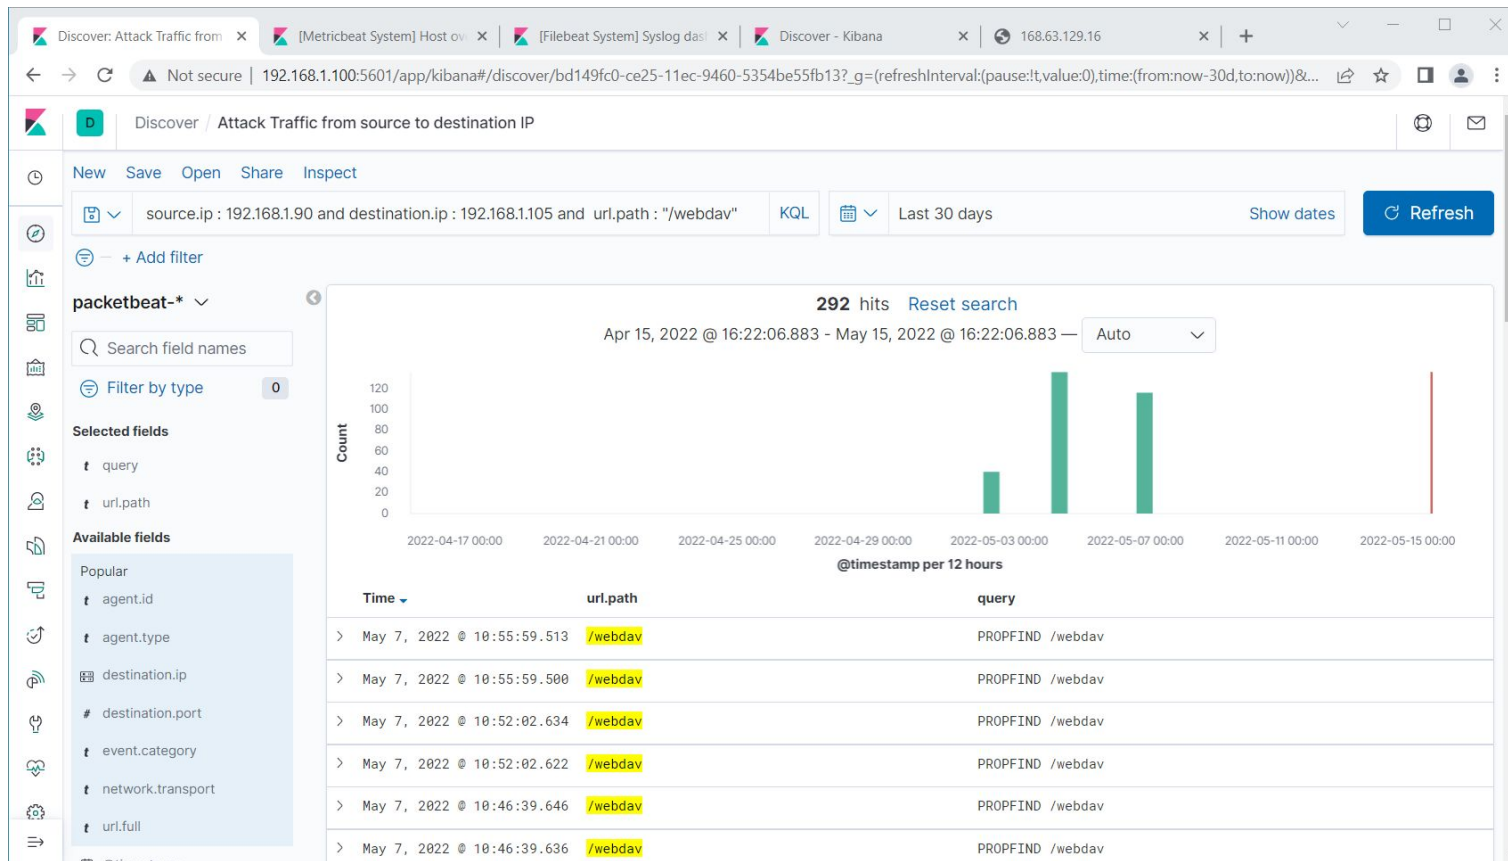 Discover: Attack Traffic from
[Metricbeat System] Host ov
[Filebeat System] Syslog das
Discover - Kibana
168.63.129.16
Not secure | 192.168.1.100:5601/app/kibana#/discover/bd149fc0-ce25-11ec-9460-5354be55fb13?_g=(refreshInterval:(pause:!t,value:0),time:(from:now-30d,to:now))&...
D Discover / Attack Traffic from source to destination IP
New Save Open Share Inspect
source.ip : 192.168.1.90 and destination.ip : 192.168.1.105 and url.path : "/webdav" KQL Last 30 days Show dates Refresh
+ Add filter
packetbeat-*
Search field names
Filter by type 0
Selected fields
t query
t url.path
Available fields
Popular
t agent.id
t agent.type
destination.ip
# destination.port
t event.category
t network.transport
t url.full
292 hits Reset search
Apr 15, 2022 @ 16:22:06.883 - May 15, 2022 @ 16:22:06.883 — Auto
Count
120
100
80
60
40
20
0
2022-04-17 00:00 2022-04-21 00:00 2022-04-25 00:00 2022-04-29 00:00 2022-05-03 00:00 2022-05-07 00:00 2022-05-11 00:00 2022-05-15 00:00
@timestamp per 12 hours
Time url.path query
May 7, 2022 @ 10:55:59.513 /webdav PROPFIND /webdav
May 7, 2022 @ 10:55:59.500 /webdav PROPFIND /webdav
May 7, 2022 @ 10:52:02.634 /webdav PROPFIND /webdav
May 7, 2022 @ 10:52:02.622 /webdav PROPFIND /webdav
May 7, 2022 @ 10:46:39.646 /webdav PROPFIND /webdav
May 7, 2022 @ 10:46:39.636 /webdav PROPFIND /webdav